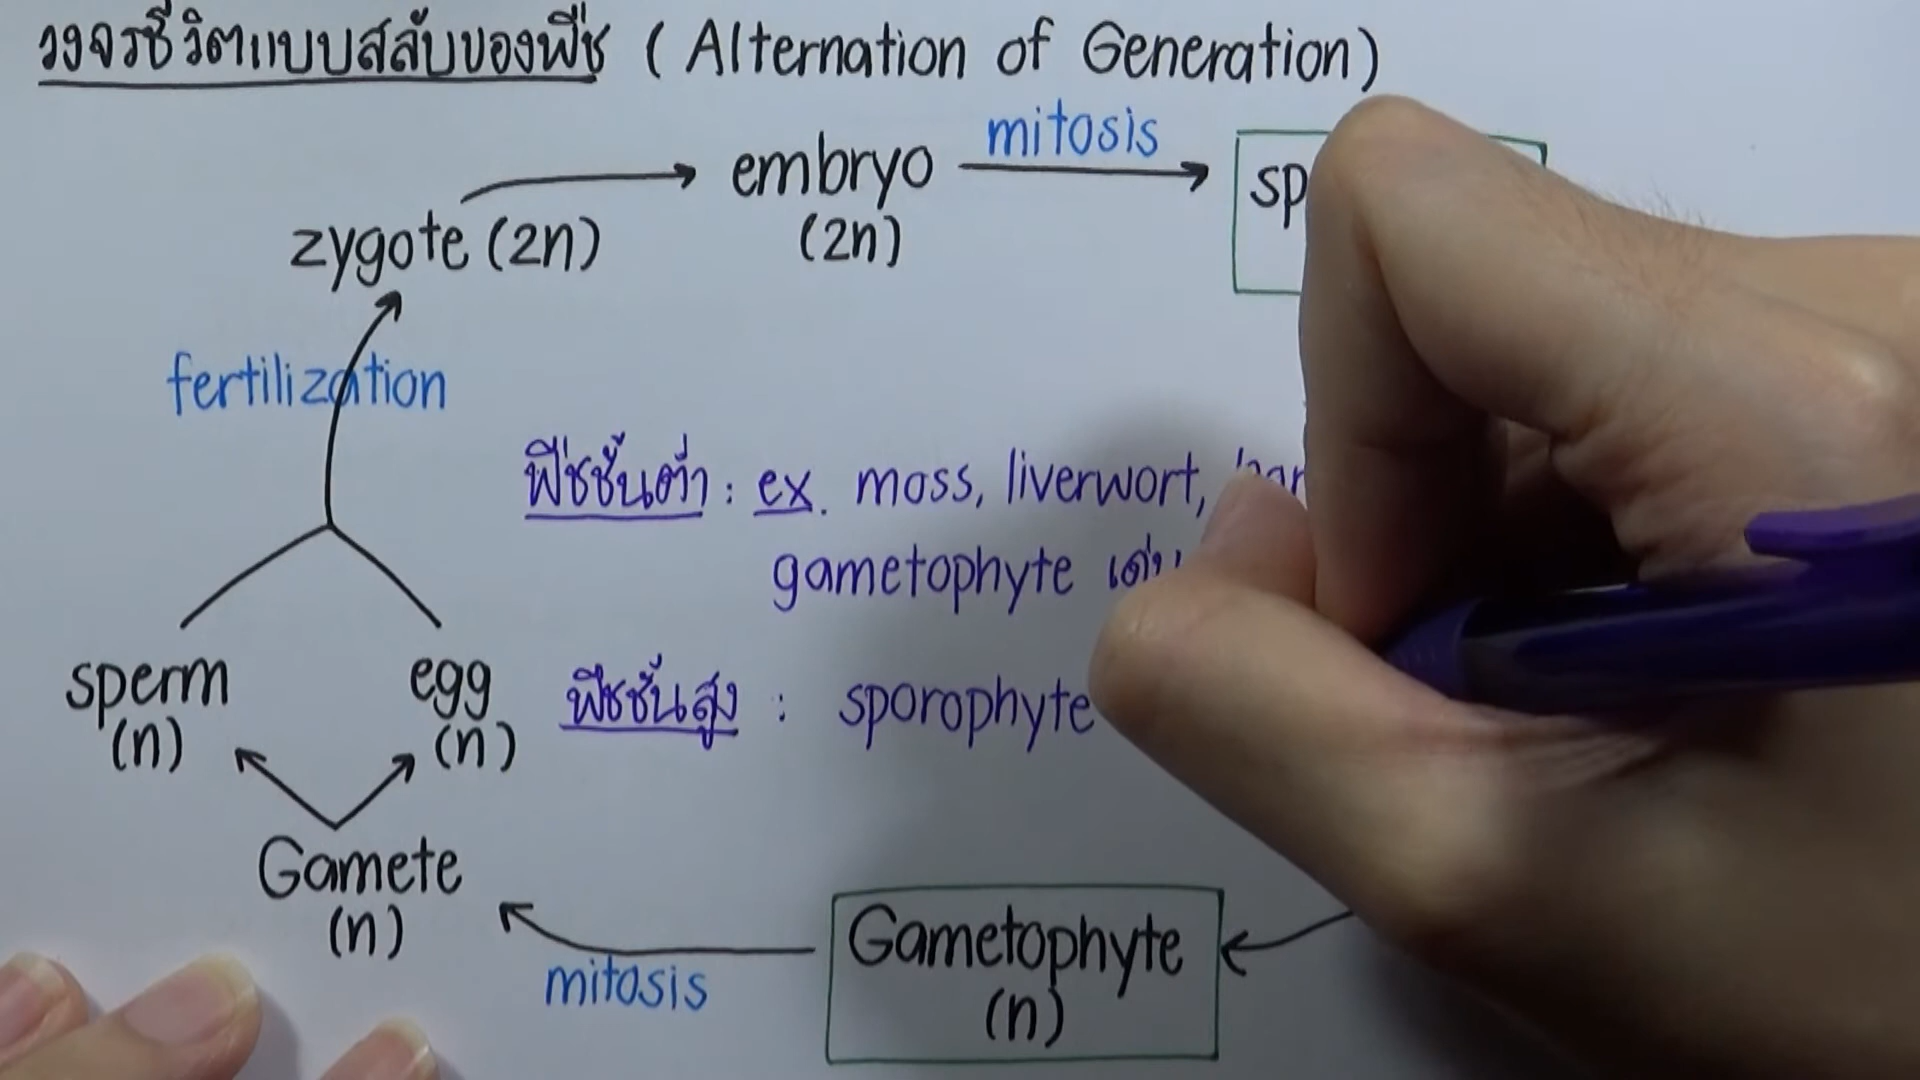 วงจรชีวิตแบบสลับของพืช ( Alternation of Generation)
mitosis
embryo
(2n)
zygote (2n)
fertilization
พืชชั้นต่ำ : ex. moss, liverwort,
gametophyte
sperm
(n)
egg
(n)
พืชชั้นสูง : sporophyte
Gamete
(n)
mitosis
Gametophyte
(n)